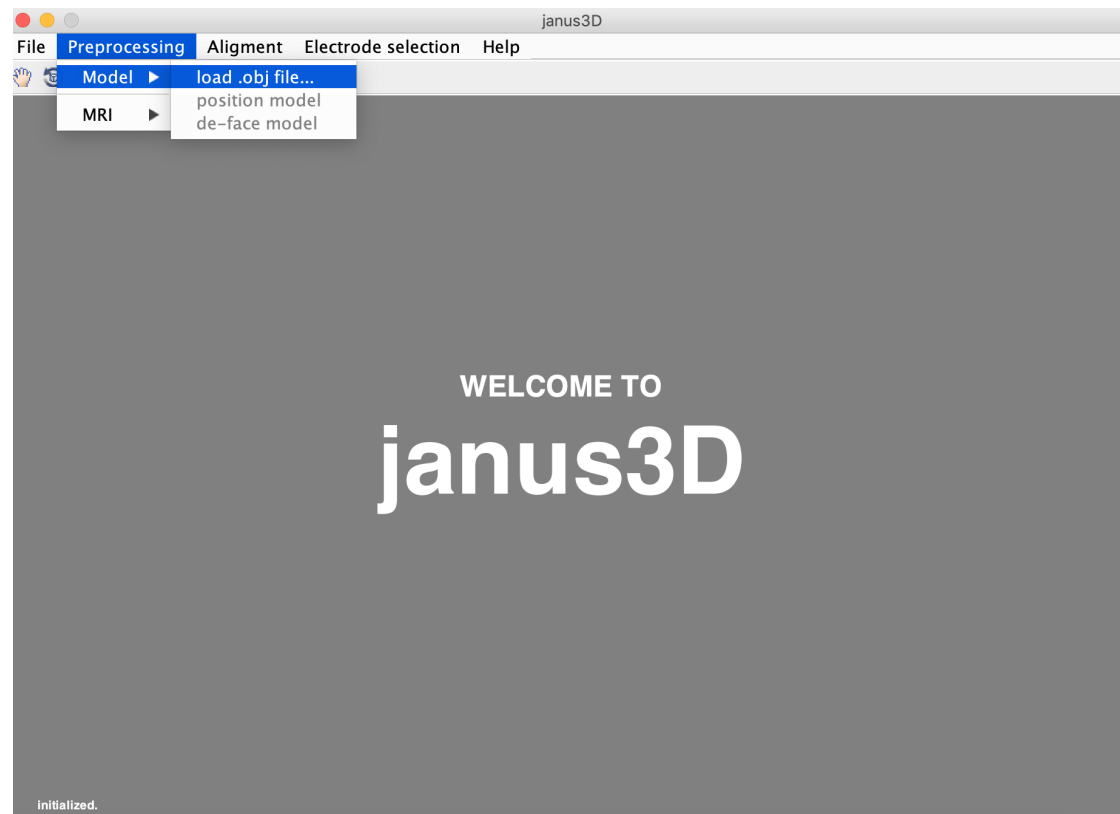 janus3D
File Preprocessing Aligment Electrode selection Help
Model load .obj file...
position model
MRI
de-face model
WELCOME TO
janus3D
initialized.